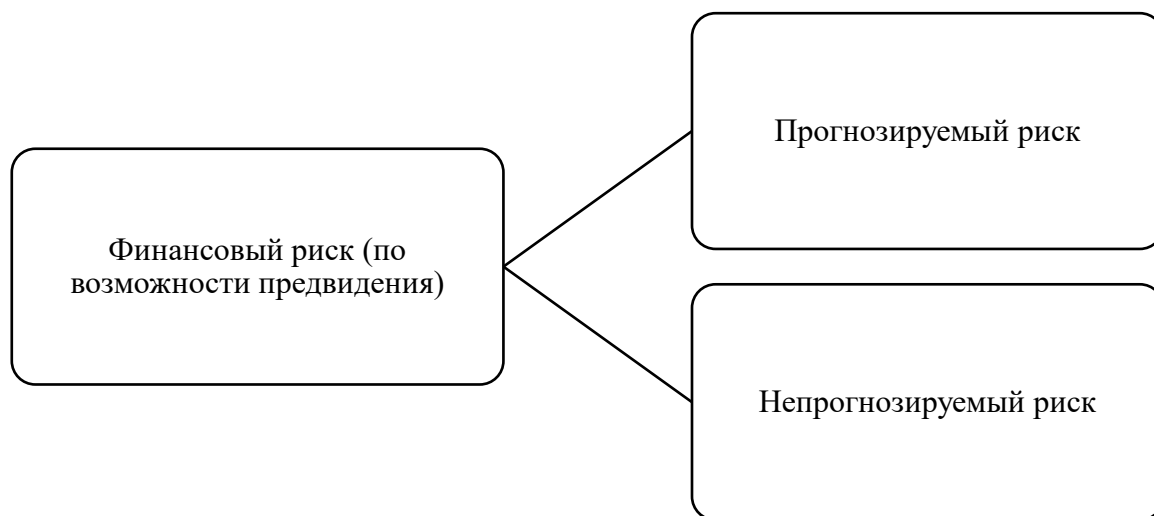 Прогнозируемый риск
Финансовый риск (по
возможности предвидения)
Непрогнозируемый риск